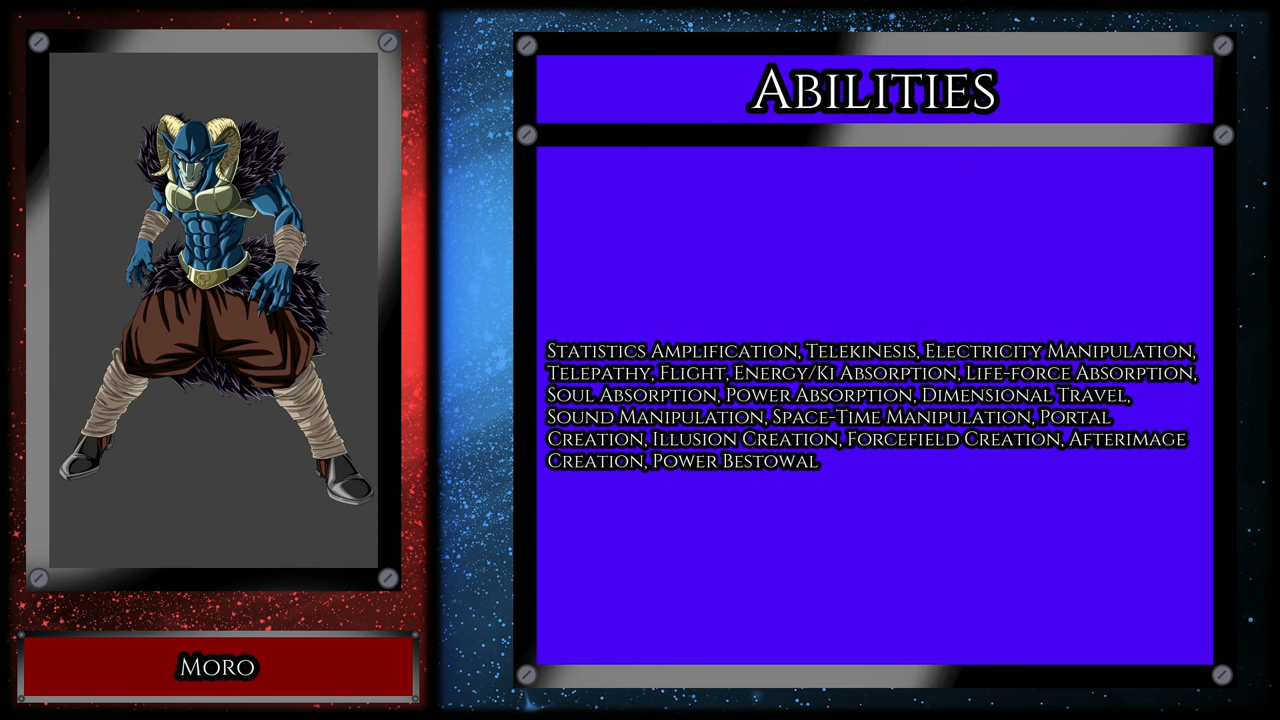 Abilities
Statistics Amplification, Telekinesis, Electricity Manipulation,
Telepathy, Flight, Energy/Ki Absorption, Life-force Absorption,
Soul Absorption, Power Absorption, Dimensional Travel,
Sound Manipulation, Space-Time Manipulation, Portal
Creation, Illusion Creation, Forcefield Creation, Afterimage
Creation, Power Bestowal
Moro